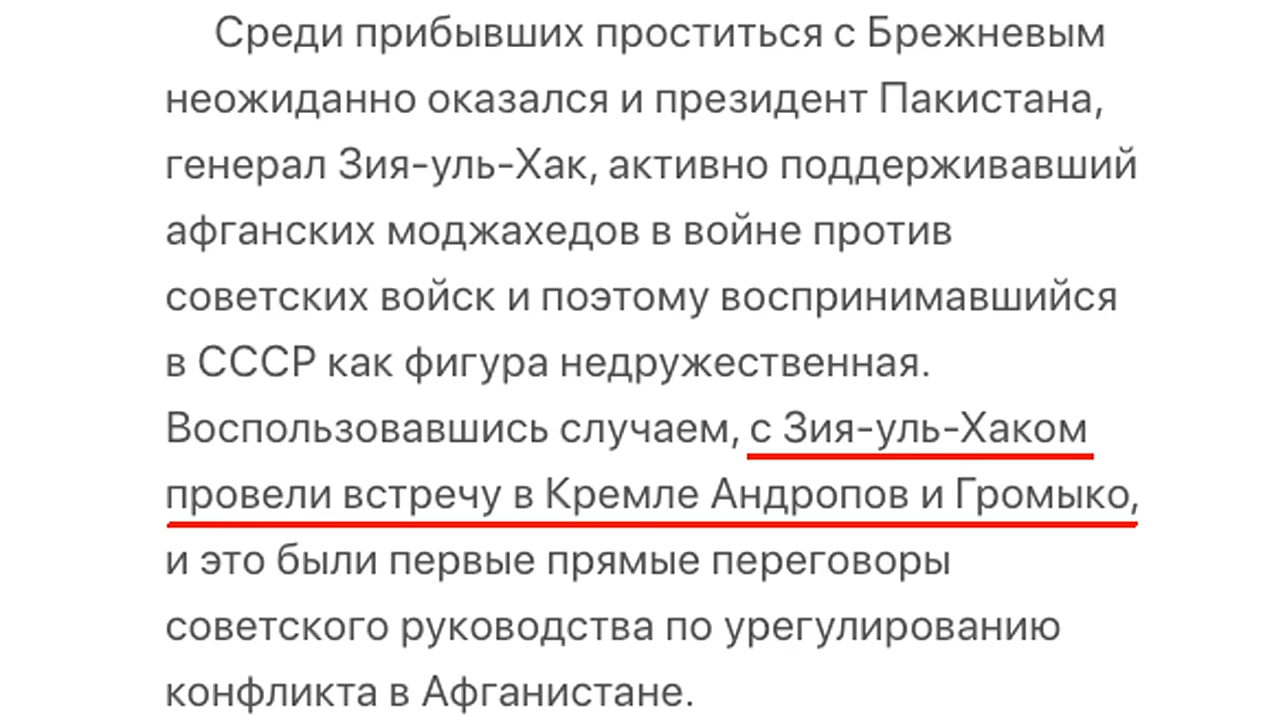 Среди прибывших проститься с Брежневым
неожиданно оказался и президент Пакистана,
генерал Зия-уль-Хак, активно поддерживавший
афганских моджахедов в войне против
советских войск и поэтому воспринимавшийся
в СССР как фигура недружественная.
Воспользовавшись случаем, с Зия-уль-Хаком
провели встречу в Кремле Андропов и Громыко,
и это были первые прямые переговоры
советского руководства по урегулированию
конфликта в Афганистане.